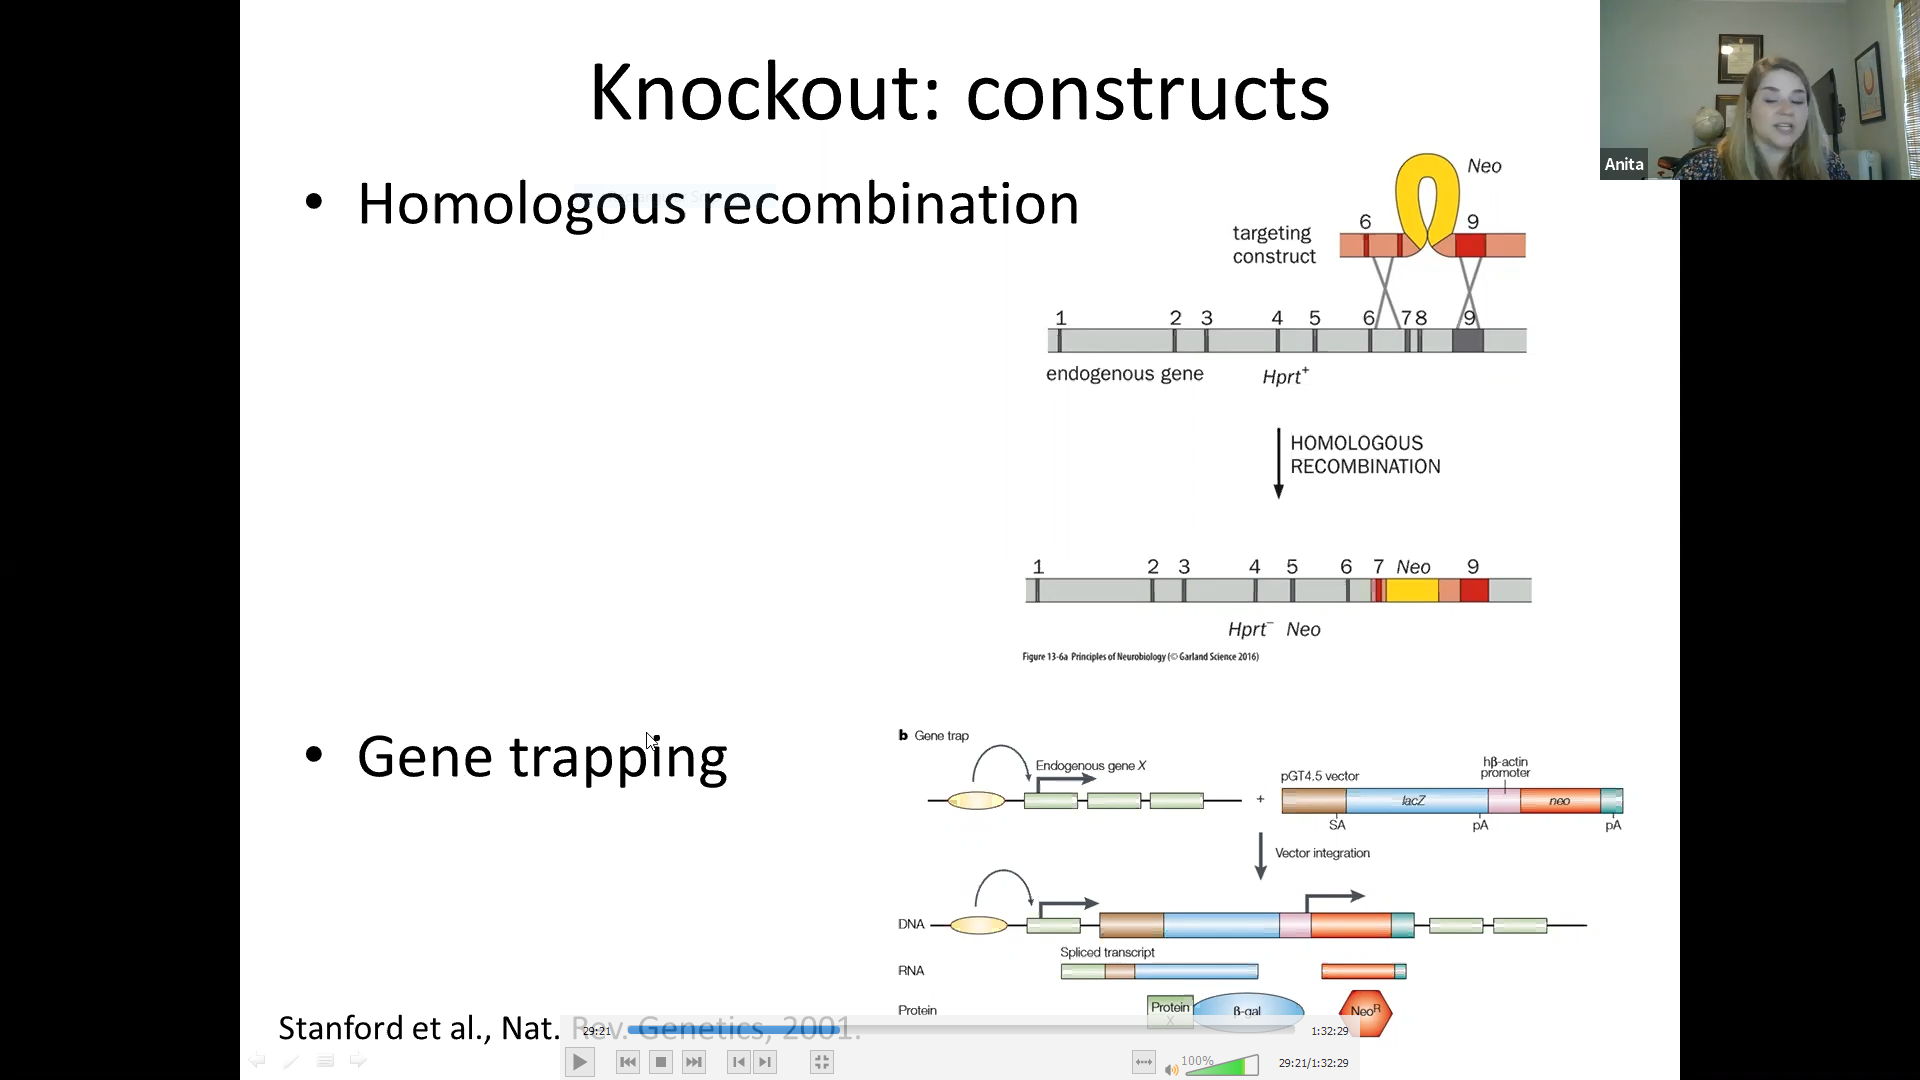 Knockout: constructs
Anita
• Homologous recombination
Neo
6 9
targeting
construct
1 2 3 4 5 6 7 8 9
endogenous gene Hprt⁺
HOMOLOGOUS
RECOMBINATION
1 2 3 4 5 6 7 Neo 9
Hprt⁻ Neo
Figure 13-6a Principles of Neurobiology (© Garland Science 2016)
• Gene trapping
b Gene trap
Endogenous gene X
+
pGT4.5 vector
hβ-actin
promoter
lacZ neo
SA pA pA
Vector integration
DNA
Spliced transcript
RNA
Protein
Protein
X
β-gal
Neoᴿ
Stanford et al., Nat. Rev. Genetics, 2001.
29:21 1:32:29
100%
29:21/1:32:29